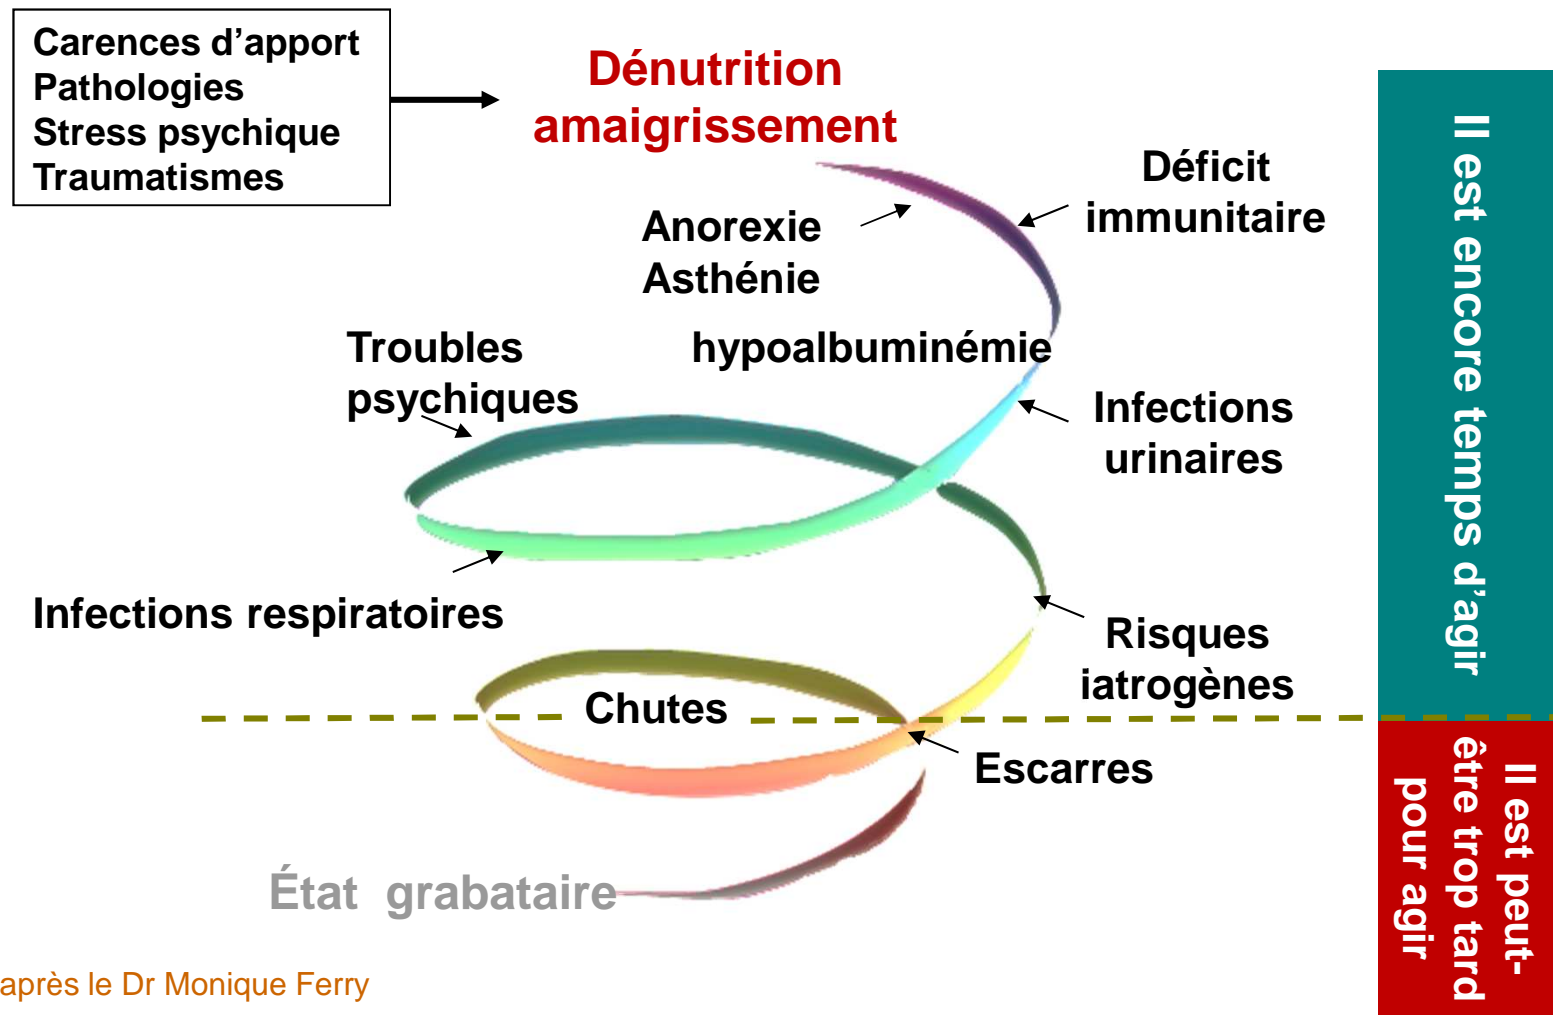 Carences d’apport
Pathologies
Stress psychique
Traumatismes
Dénutrition
amaigrissement
Déficit
immunitaire
Anorexie
Asthénie
Troubles
psychiques
hypoalbuminémie
Infections
urinaires
Infections respiratoires
Risques
iatrogènes
Chutes
Escarres
État grabataire
après le Dr Monique Ferry
Il est encore temps d’agir
Il est peut-
être trop tard
pour agir